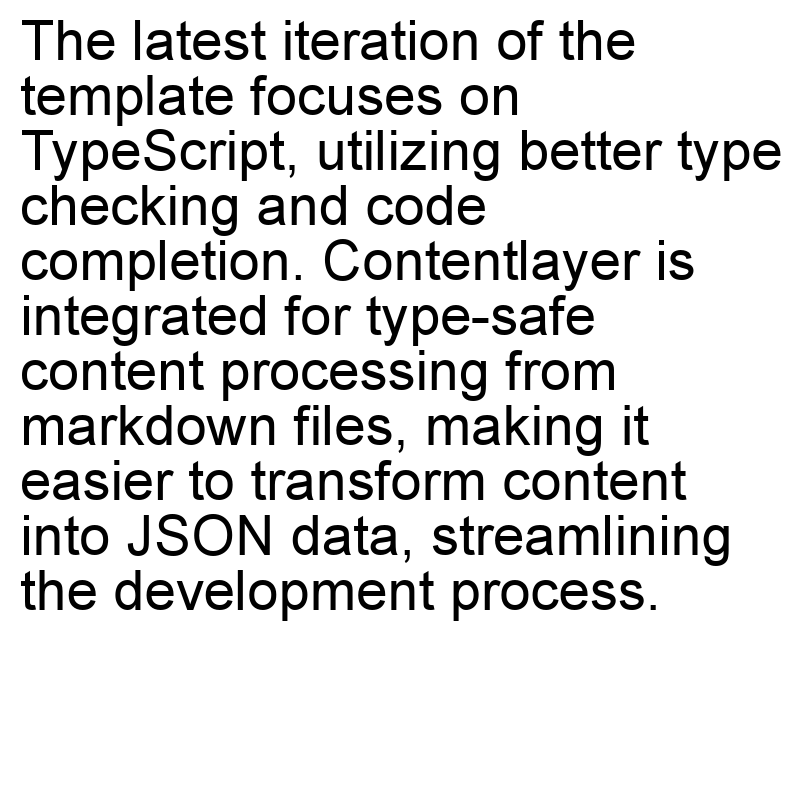 The latest iteration of the
template focuses on
TypeScript, utilizing better type
checking and code
completion. Contentlayer is
integrated for type-safe
content processing from
markdown files, making it
easier to transform content
into JSON data, streamlining
the development process.